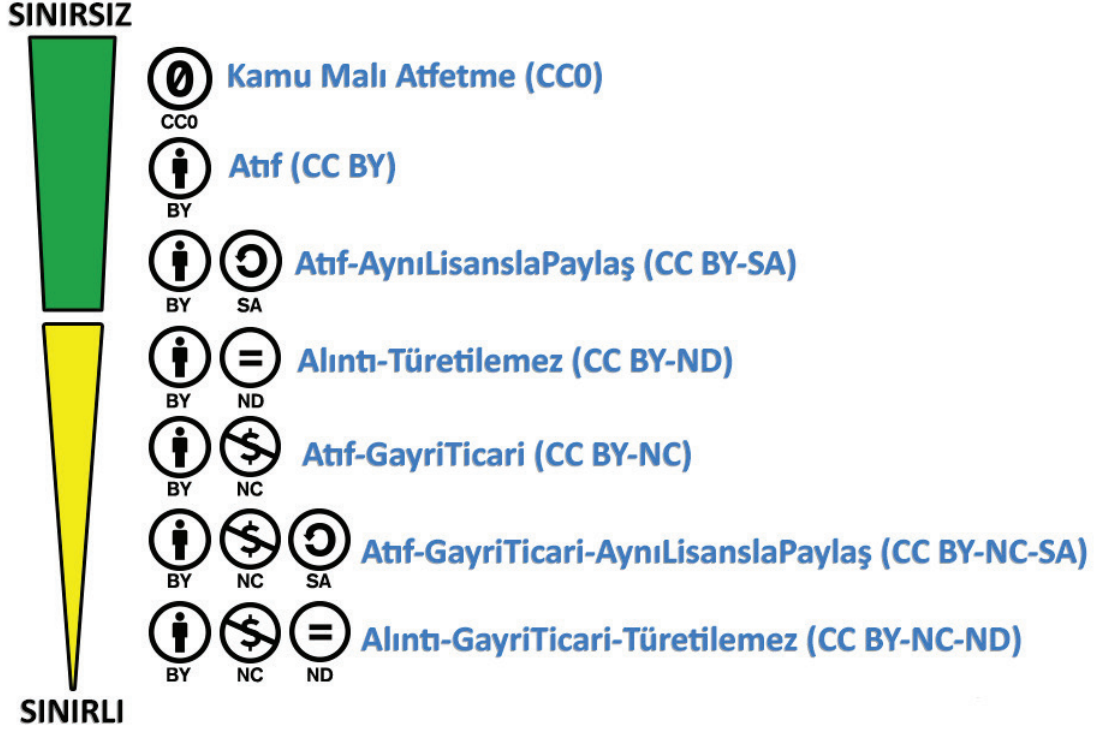 SINIRSIZ
0 Kamu Malı Atfetme (CC0)
CC0
Atıf (CC BY)
BY
Atıf-AynıLisanslaPaylaş (CC BY-SA)
BY SA
= Alıntı-Türetilemez (CC BY-ND)
BY ND
$ Atıf-GayriTicari (CC BY-NC)
BY NC
$ Atıf-GayriTicari-AynıLisanslaPaylaş (CC BY-NC-SA)
BY NC SA
$ = Alıntı-GayriTicari-Türetilemez (CC BY-NC-ND)
BY NC ND
SINIRLI